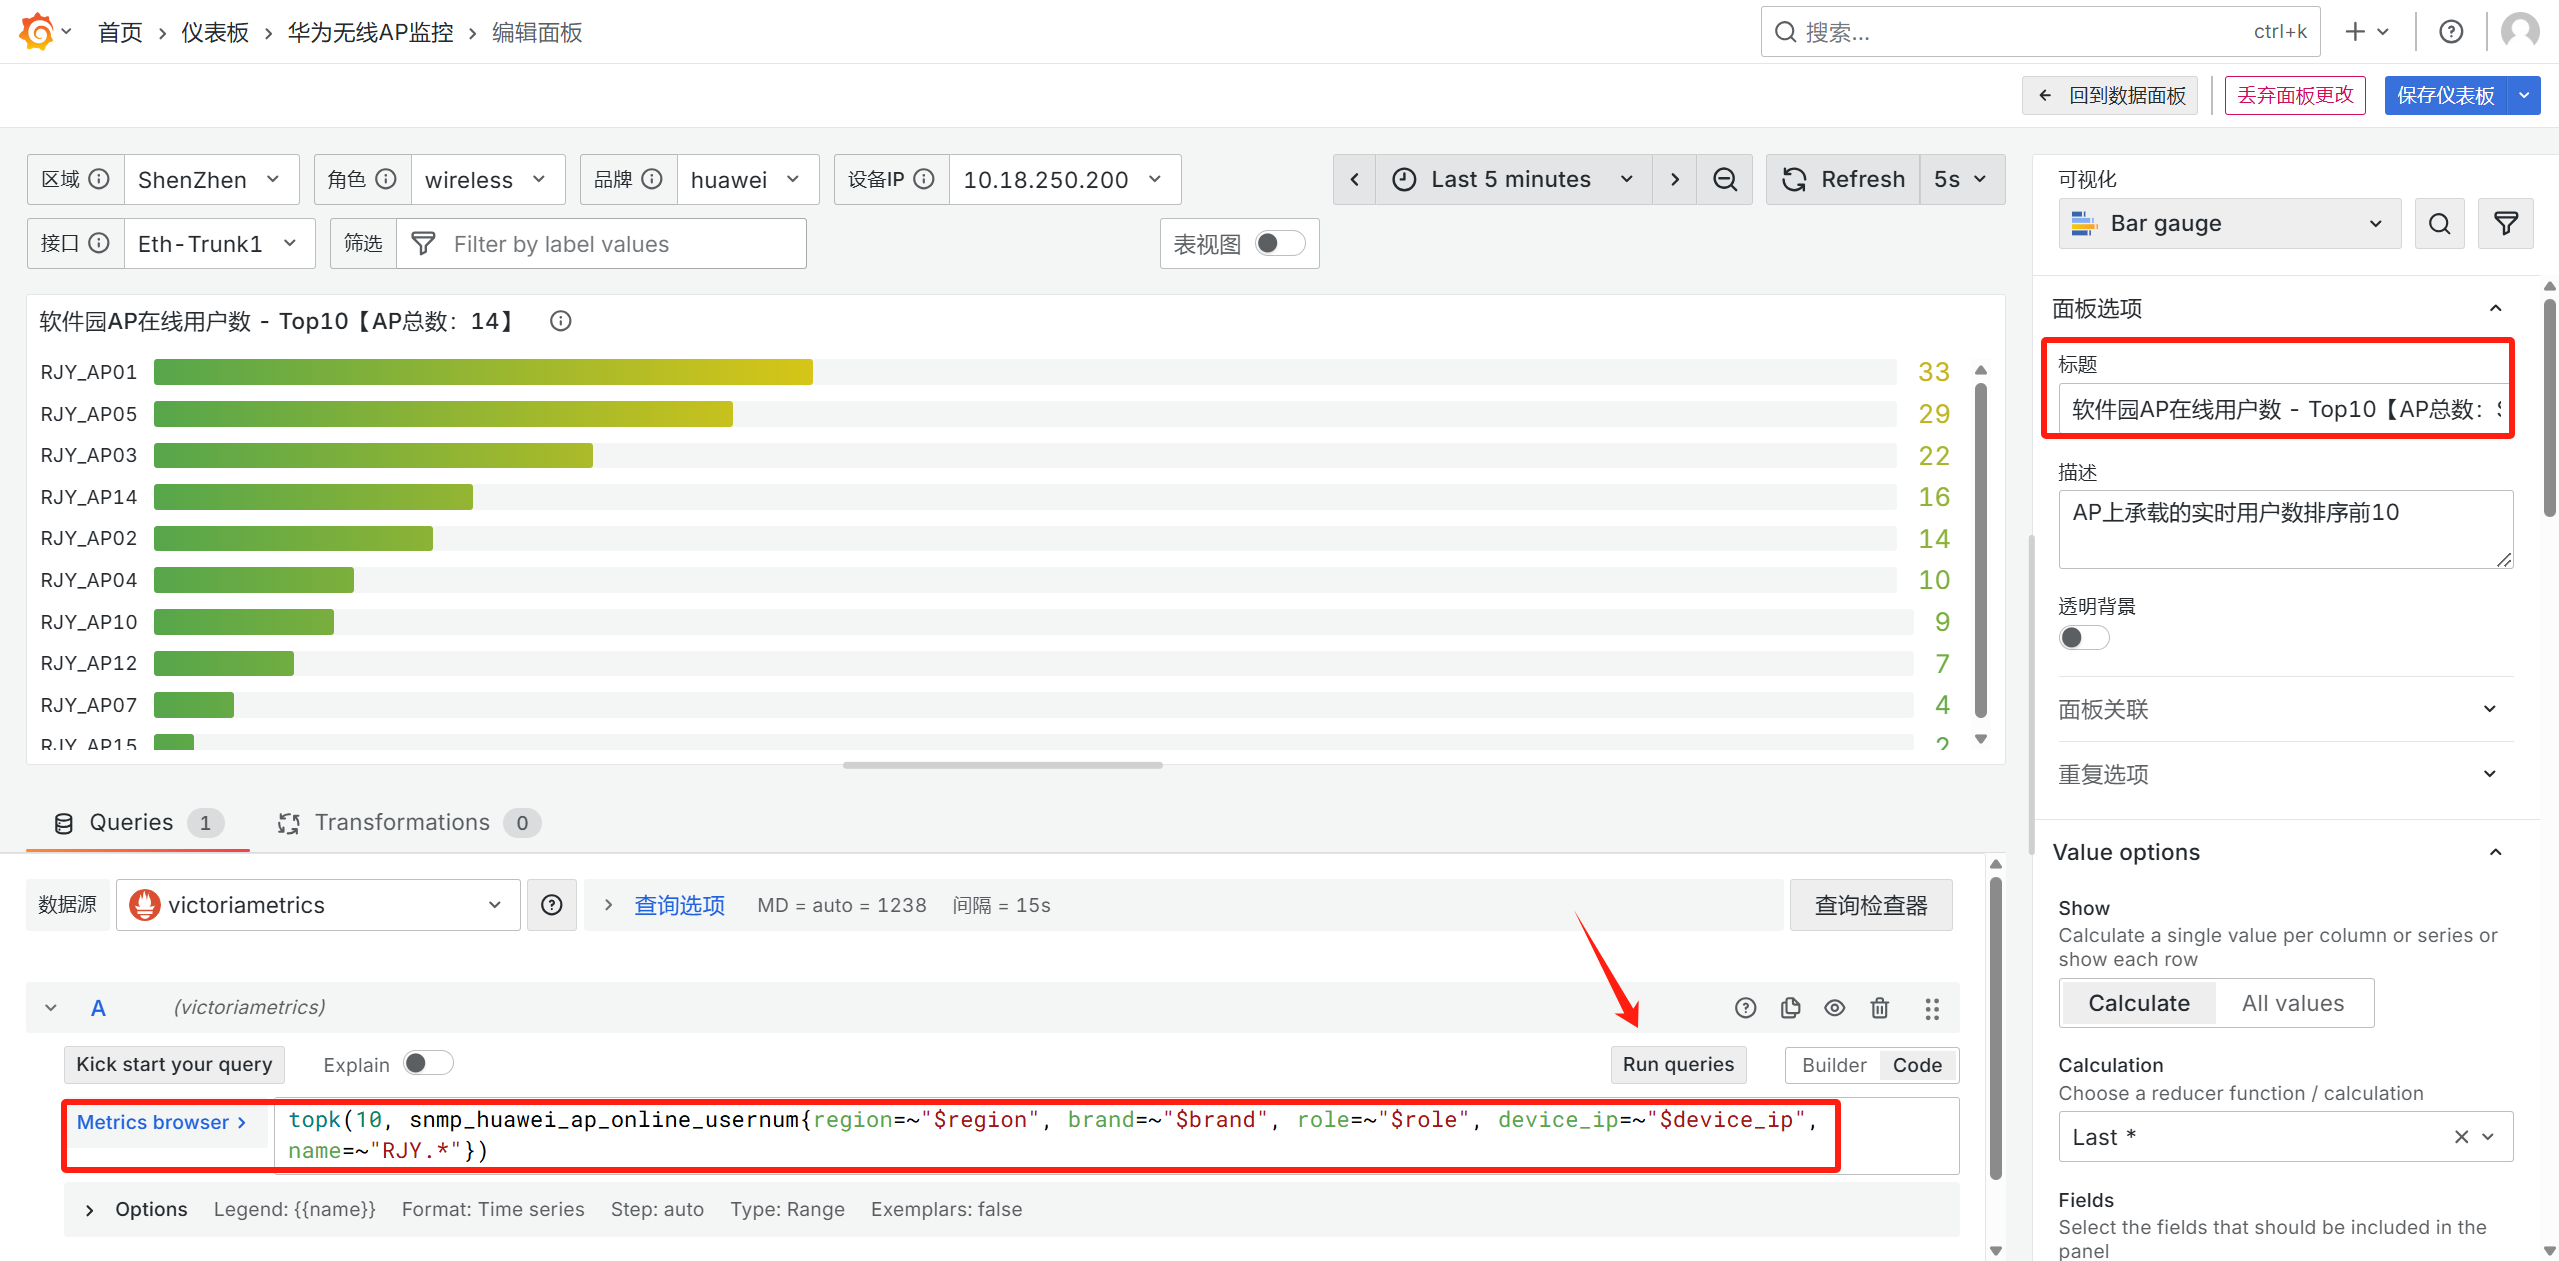 首页 › 仪表板 › 华为无线AP监控 › 编辑面板
搜索...
ctrl+k
回到数据面板
丢弃面板更改
保存仪表板
区域 ShenZhen
角色 wireless
品牌 huawei
设备IP 10.18.250.200
Last 5 minutes
Refresh 5s
接口 Eth-Trunk1
筛选 Filter by label values
表视图
软件园AP在线用户数 - Top10【AP总数：14】
RJY_AP01 33
RJY_AP05 29
RJY_AP03 22
RJY_AP14 16
RJY_AP02 14
RJY_AP04 10
RJY_AP10 9
RJY_AP12 7
RJY_AP07 4
RJY_AP15 2
Queries 1
Transformations 0
数据源 victoriametrics
查询选项 MD = auto = 1238 间隔 = 15s
查询检查器
A (victoriametrics)
Kick start your query
Explain
Run queries
Builder Code
Metrics browser >
topk(10, snmp_huawei_ap_online_usernum{region=~"$region", brand=~"$brand", role=~"$role", device_ip=~"$device_ip",
name=~"RJY.*"})
Options Legend: {{name}} Format: Time series Step: auto Type: Range Exemplars: false
可视化
Bar gauge
面板选项
标题
软件园AP在线用户数 - Top10【AP总数：
描述
AP上承载的实时用户数排序前10
透明背景
面板关联
重复选项
Value options
Show
Calculate a single value per column or series or
show each row
Calculate All values
Calculation
Choose a reducer function / calculation
Last *
Fields
Select the fields that should be included in the
panel